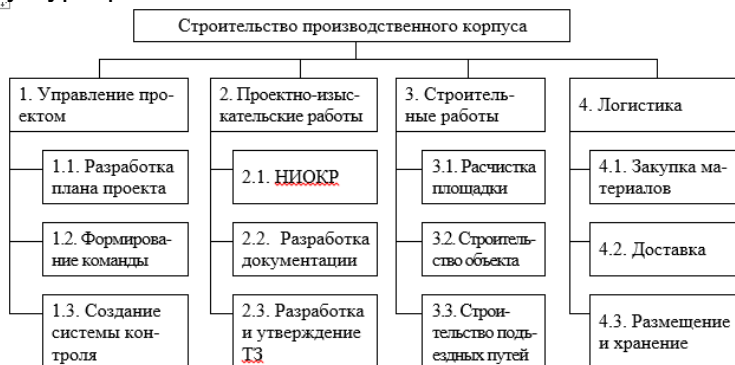 Строительство производственного корпуса
1. Управление про-
ектом
1.1. Разработка
плана проекта
1.2. Формирова-
ние команды
1.3. Создание
системы кон-
троля
2. Проектно-изыс-
кательские работы
2.1. НИОКР
2.2. Разработка
документации
2.3. Разработка
и утверждение
ТЗ
3. Строитель-
ные работы
3.1. Расчистка
площадки
3.2. Строитель-
ство объекта
3.3. Строи-
тельство подъ-
ездных путей
4. Логистика
4.1. Закупка ма-
териалов
4.2. Доставка
4.3. Размещение
и хранение